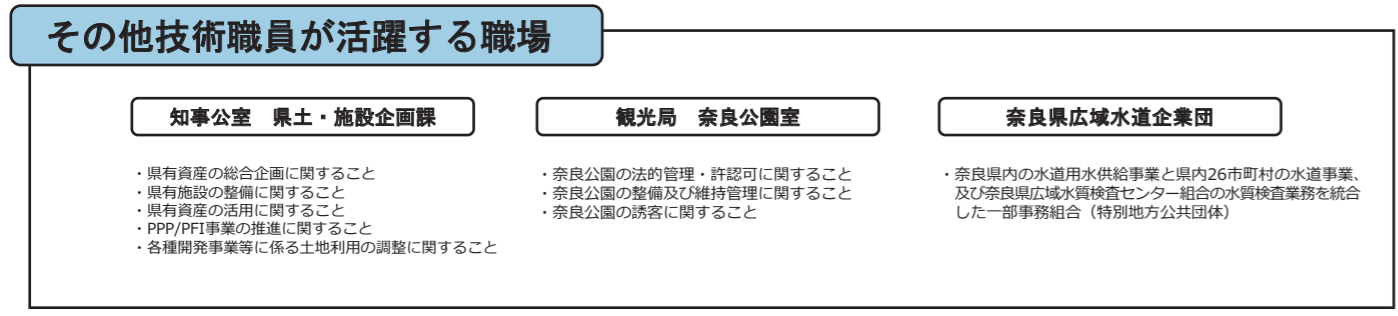 その他技術職員が活躍する職場
知事公室　県土・施設企画課
・県有資産の総合企画に関すること
・県有施設の整備に関すること
・県有資産の活用に関すること
・PPP/PFI事業の推進に関すること
・各種開発事業等に係る土地利用の調整に関すること
観光局　奈良公園室
・奈良公園の法的管理・許認可に関すること
・奈良公園の整備及び維持管理に関すること
・奈良公園の誘客に関すること
奈良県広域水道企業団
・奈良県内の水道用水供給事業と県内26市町村の水道事業、
及び奈良県広域水質検査センター組合の水質検査業務を統合
した一部事務組合（特別地方公共団体）